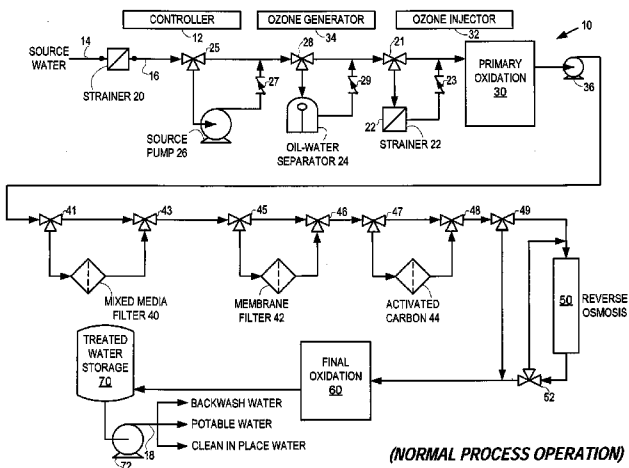 CONTROLLER
12
OZONE GENERATOR
34
OZONE INJECTOR
32
10
SOURCE
WATER
14
STRAINER 20
16
25
28
21
27
29
23
SOURCE
PUMP 26
OIL-WATER
SEPARATOR 24
22
STRAINER 22
PRIMARY
OXIDATION
30
36
41
43
45
46
47
48
49
MIXED MEDIA
FILTER 40
MEMBRANE
FILTER 42
ACTIVATED
CARBON 44
50
REVERSE
OSMOSIS
52
TREATED
WATER
STORAGE
70
FINAL
OXIDATION
60
BACKWASH WATER
POTABLE WATER
CLEAN IN PLACE WATER
18
72
(NORMAL PROCESS OPERATION)